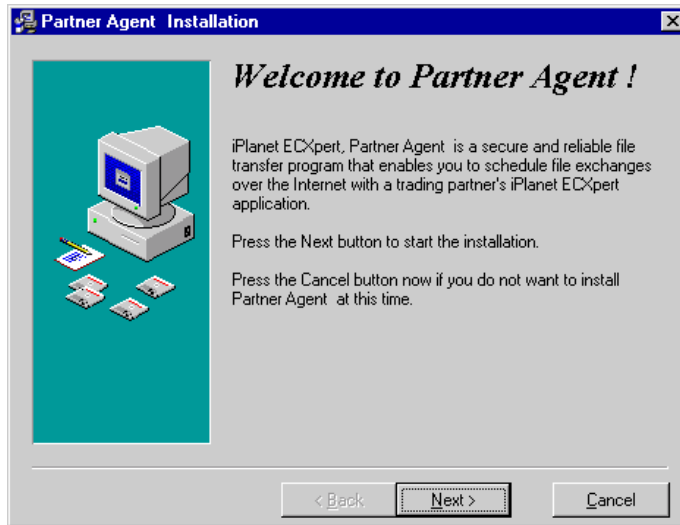 Partner Agent  Installation
Welcome to Partner Agent !
iPlanet ECXpert, Partner Agent  is a secure and reliable file
transfer program that enables you to schedule file exchanges
over the Internet with a trading partner's iPlanet ECXpert
application.
Press the Next button to start the installation.
Press the Cancel button now if you do not want to install
Partner Agent  at this time.
< Back
Next >
Cancel